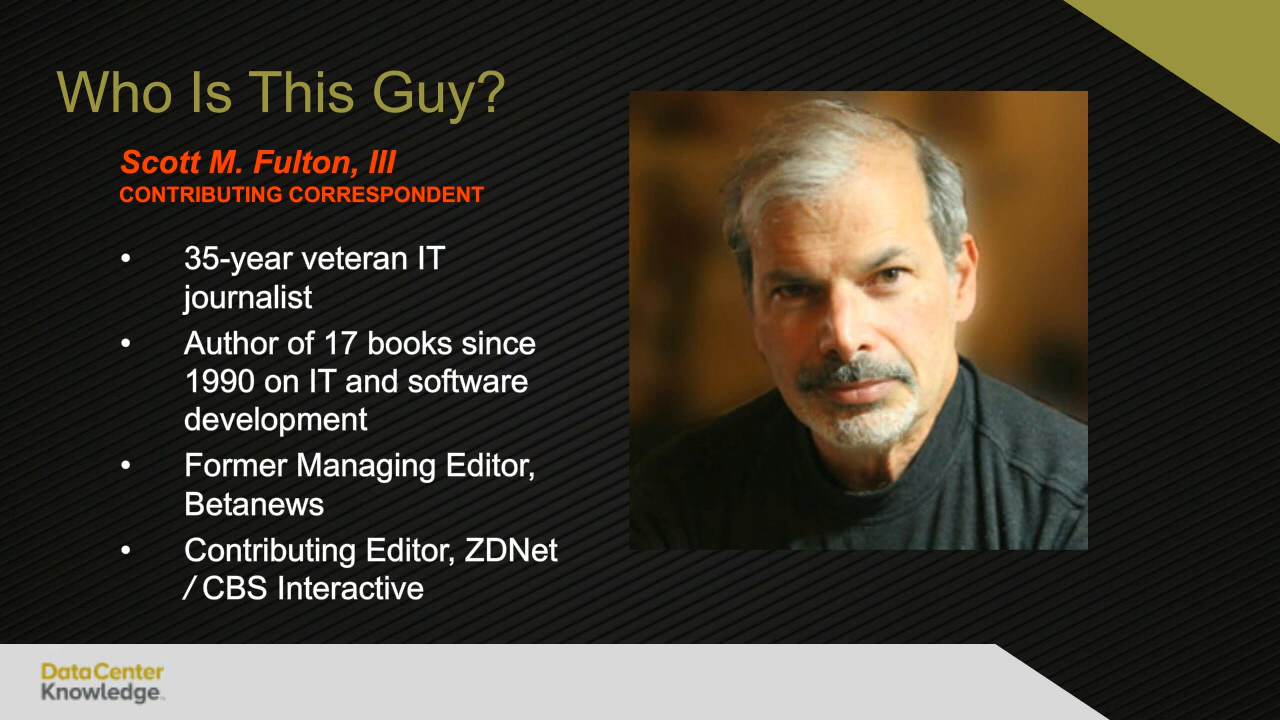 Who Is This Guy?
Scott M. Fulton, III
CONTRIBUTING CORRESPONDENT
• 35-year veteran IT
journalist
• Author of 17 books since
1990 on IT and software
development
• Former Managing Editor,
Betanews
• Contributing Editor, ZDNet
/ CBS Interactive
DataCenter
Knowledge